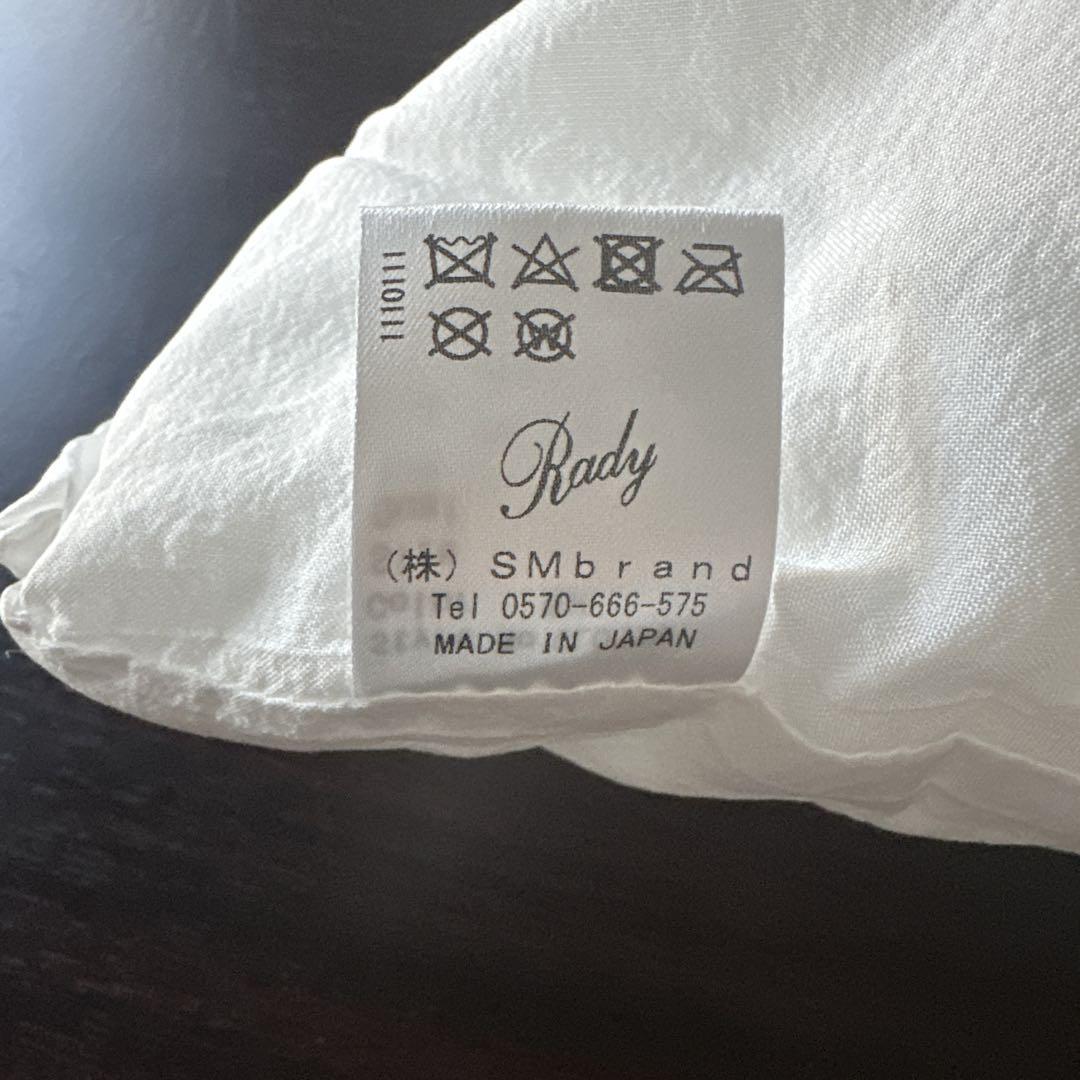 1110111
W
Rady
(株) SMbrand
Tel 0570-666-575
MADE IN JAPAN